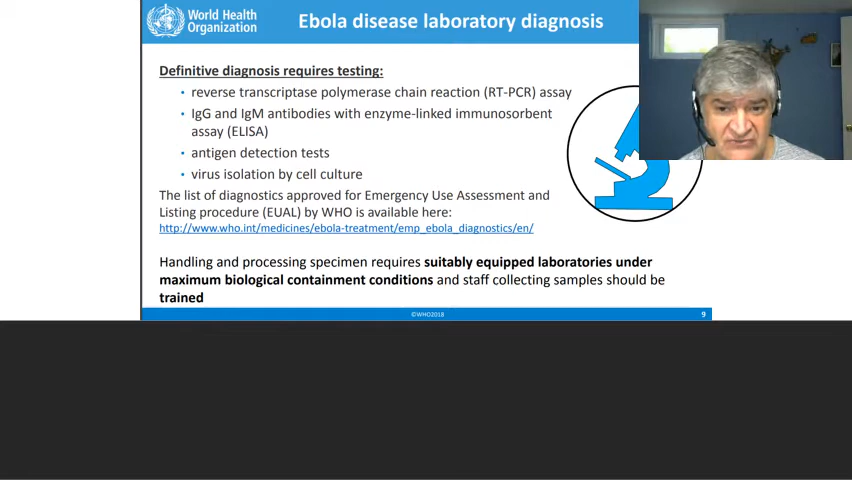 World Health
Organization
Ebola disease laboratory diagnosis
Definitive diagnosis requires testing:
• reverse transcriptase polymerase chain reaction (RT-PCR) assay
• IgG and IgM antibodies with enzyme-linked immunosorbent
assay (ELISA)
• antigen detection tests
• virus isolation by cell culture
The list of diagnostics approved for Emergency Use Assessment and
Listing procedure (EUAL) by WHO is available here:
http://www.who.int/medicines/ebola-treatment/emp_ebola_diagnostics/en/
Handling and processing specimen requires suitably equipped laboratories under
maximum biological containment conditions and staff collecting samples should be
trained
©WHO2018
9